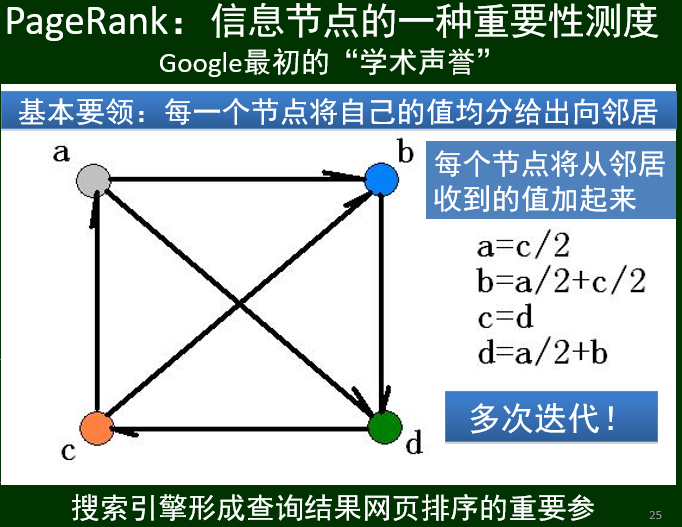 PageRank：信息节点的一种重要性测度
Google最初的“学术声誉”
基本要领：每一个节点将自己的值均分给出向邻居
a
b
每个节点将从邻居
收到的值加起来
a=c/2
b=a/2+c/2
c=d
d=a/2+b
多次迭代！
c
d
搜索引擎形成查询结果网页排序的重要参
25